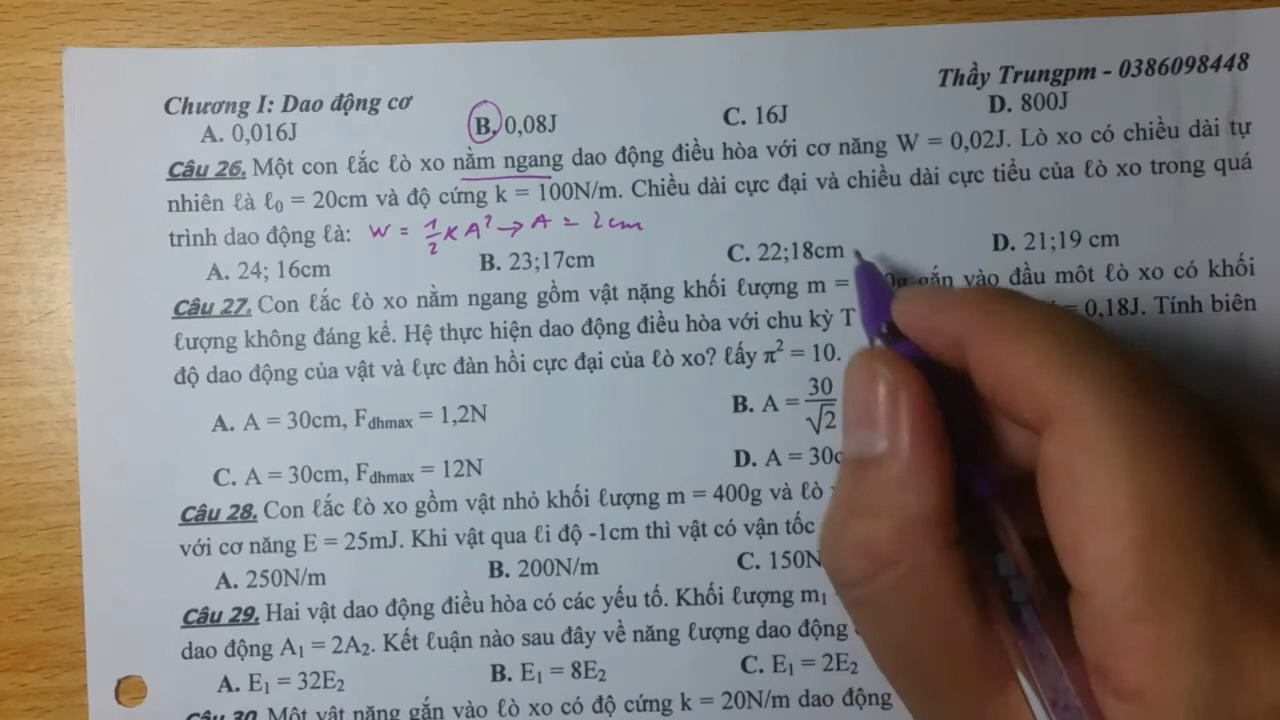 Chương I: Dao động cơ
Thầy Trungpm - 0386098448
A. 0,016J B. 0,08J C. 16J D. 800J
Câu 26. Một con lắc lò xo nằm ngang dao động điều hòa với cơ năng W = 0,02J. Lò xo có chiều dài tự
nhiên là ℓ₀ = 20cm và độ cứng k = 100N/m. Chiều dài cực đại và chiều dài cực tiểu của lò xo trong quá
trình dao động là: W = 1/2 KA² → A = 2cm
A. 24; 16cm B. 23;17cm C. 22;18cm D. 21;19 cm
Câu 27. Con lắc lò xo nằm ngang gồm vật nặng khối lượng m = gắn vào đầu môt lò xo có khối
lượng không đáng kể. Hệ thực hiện dao động điều hòa với chu kỳ T = 0,18J. Tính biên
độ dao động của vật và lực đàn hồi cực đại của lò xo? lấy π² = 10.
A. A = 30cm, Fdhmax = 1,2N B. A = 30/√2
C. A = 30cm, Fdhmax = 12N D. A = 30
Câu 28. Con lắc lò xo gồm vật nhỏ khối lượng m = 400g và lò
với cơ năng E = 25mJ. Khi vật qua li độ -1cm thì vật có vận tốc
A. 250N/m B. 200N/m C. 150N
Câu 29. Hai vật dao động điều hòa có các yếu tố. Khối lượng m₁
dao động A₁ = 2A₂. Kết luận nào sau đây về năng lượng dao động
A. E₁ = 32E₂ B. E₁ = 8E₂ C. E₁ = 2E₂
Câu 30. Một vật nặng gắn vào lò xo có độ cứng k = 20N/m dao động